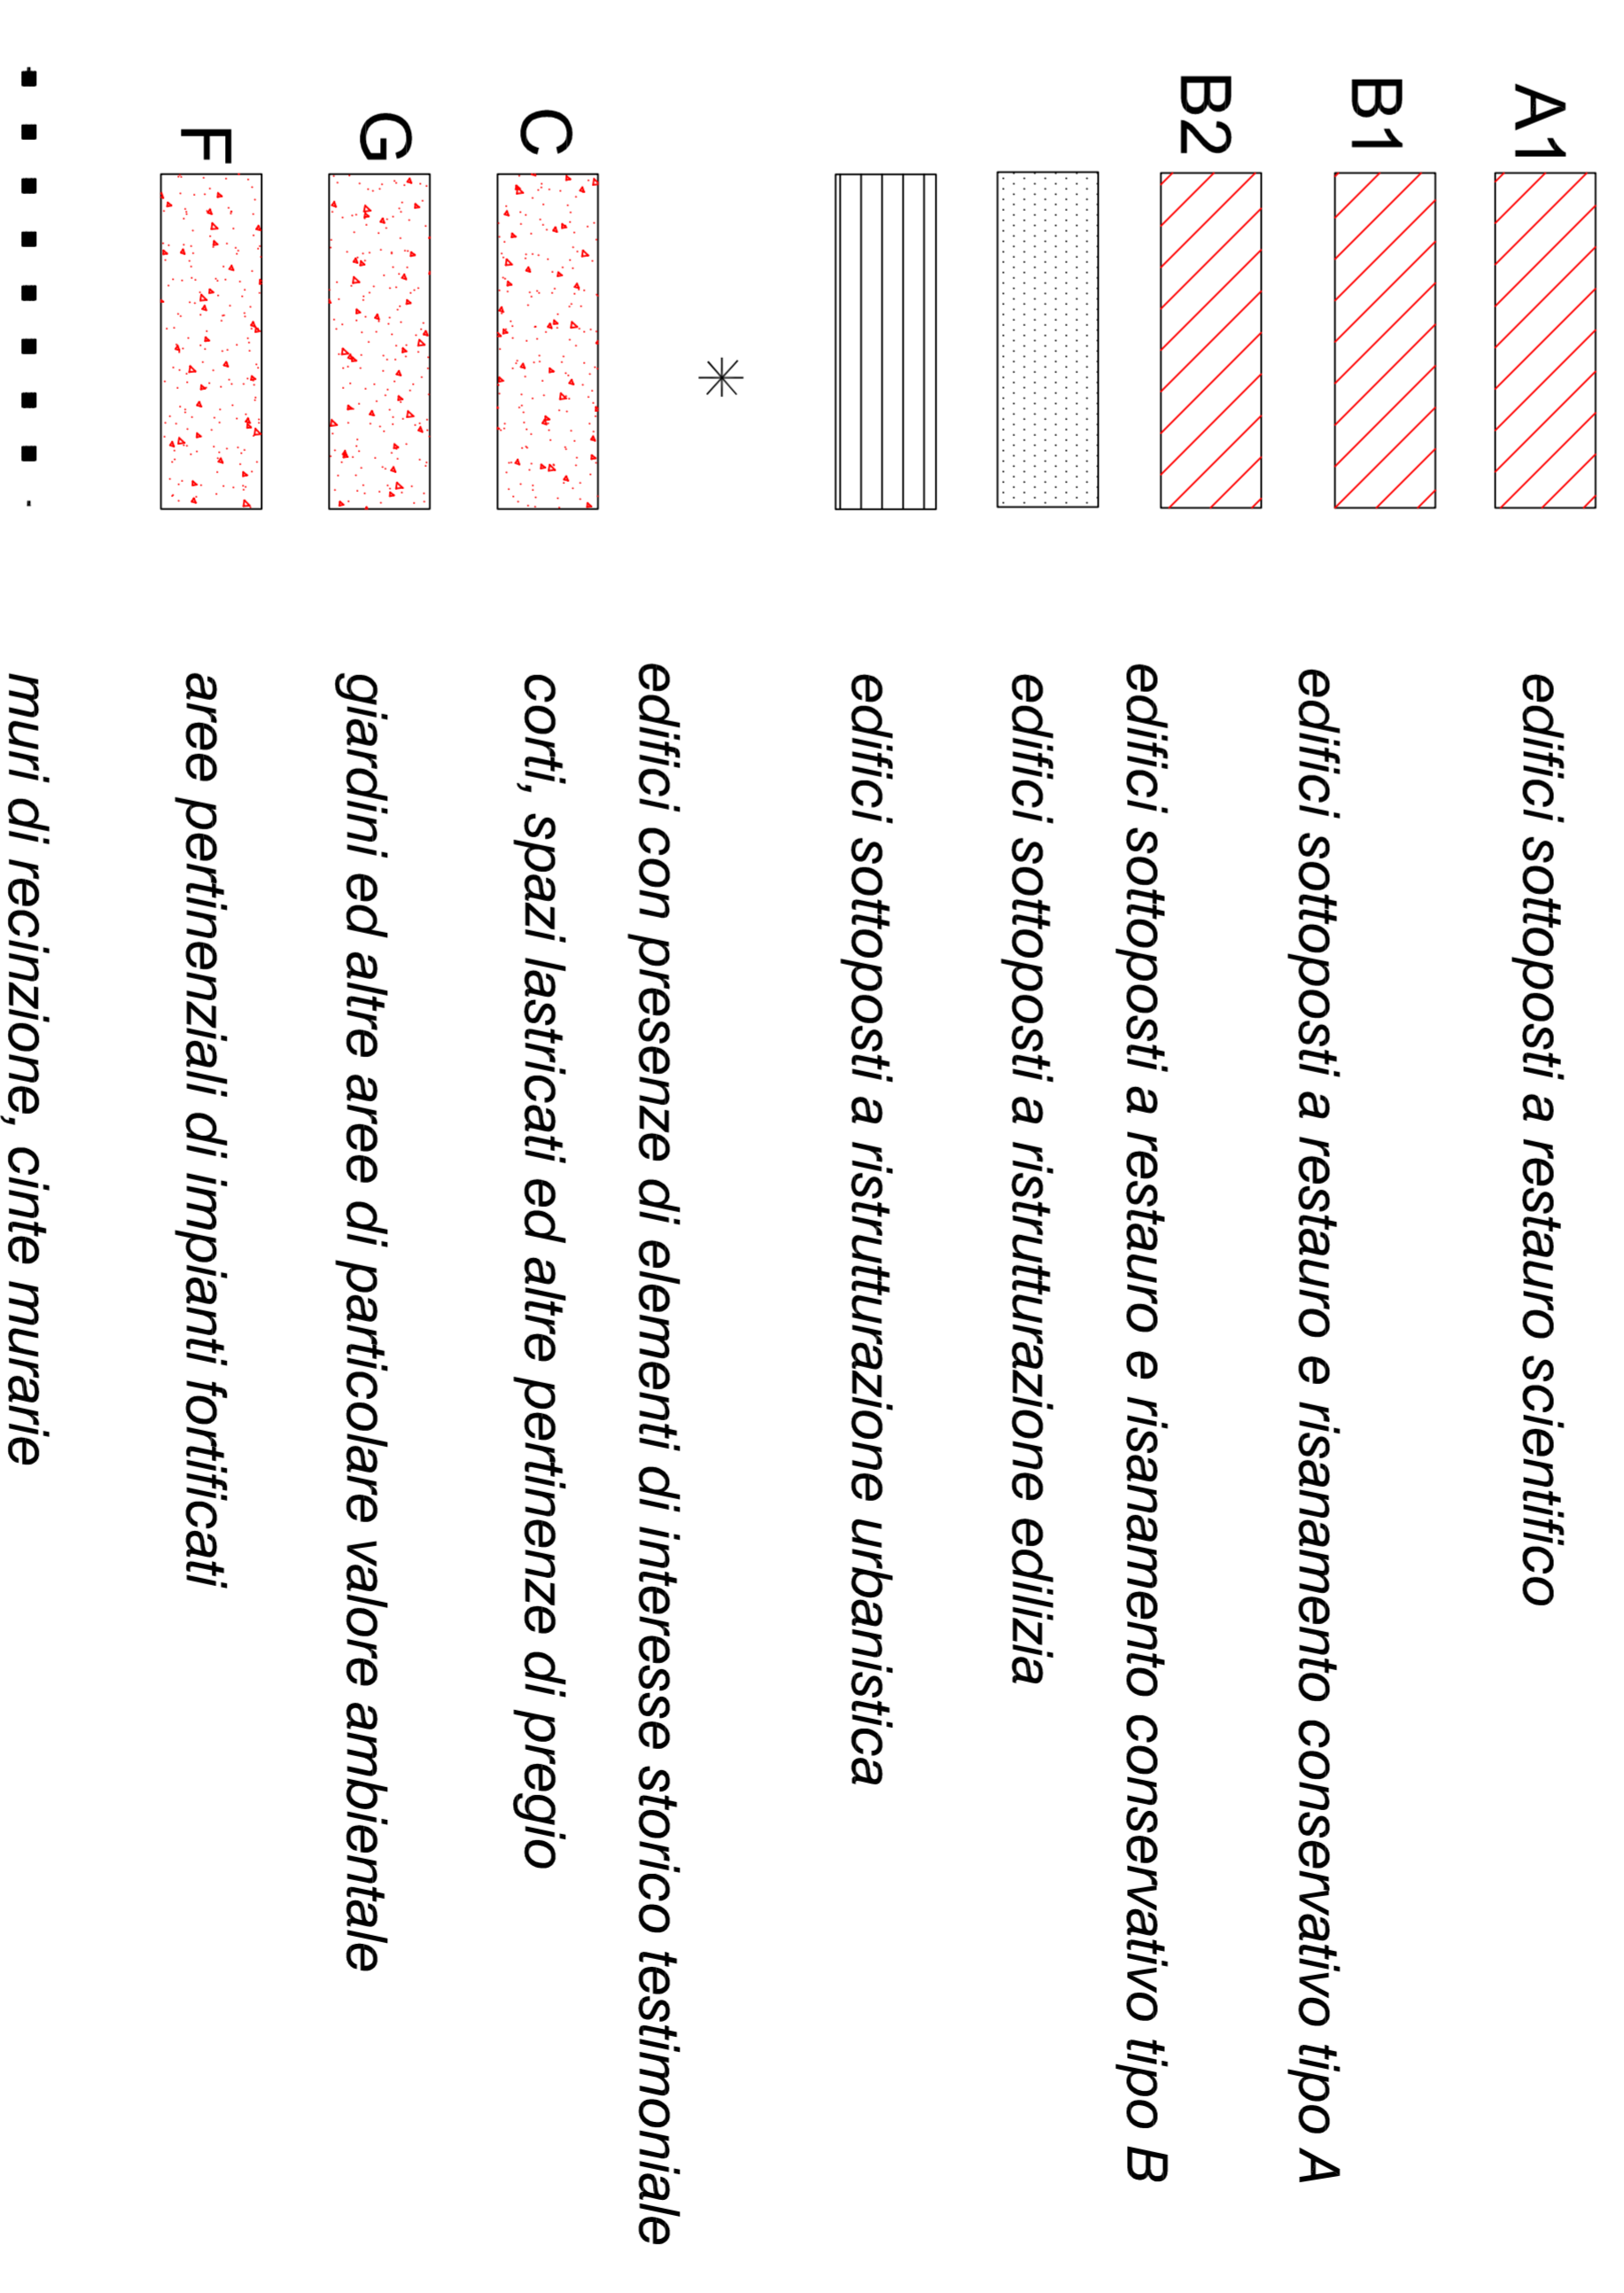 A1 edifici sottoposti a restauro scientifico
B1 edifici sottoposti a restauro e risanamento conservativo tipo A
B2 edifici sottoposti a restauro e risanamento conservativo tipo B
edifici sottoposti a ristrutturazione edilizia
edifici sottoposti a ristrutturazione urbanistica
edifici con presenze di elementi di interesse storico testimoniale
C corti, spazi lastricati ed altre pertinenze di pregio
G giardini ed altre aree di particolare valore ambientale
F aree pertinenziali di impianti fortificati
muri di recinzione, cinte murarie